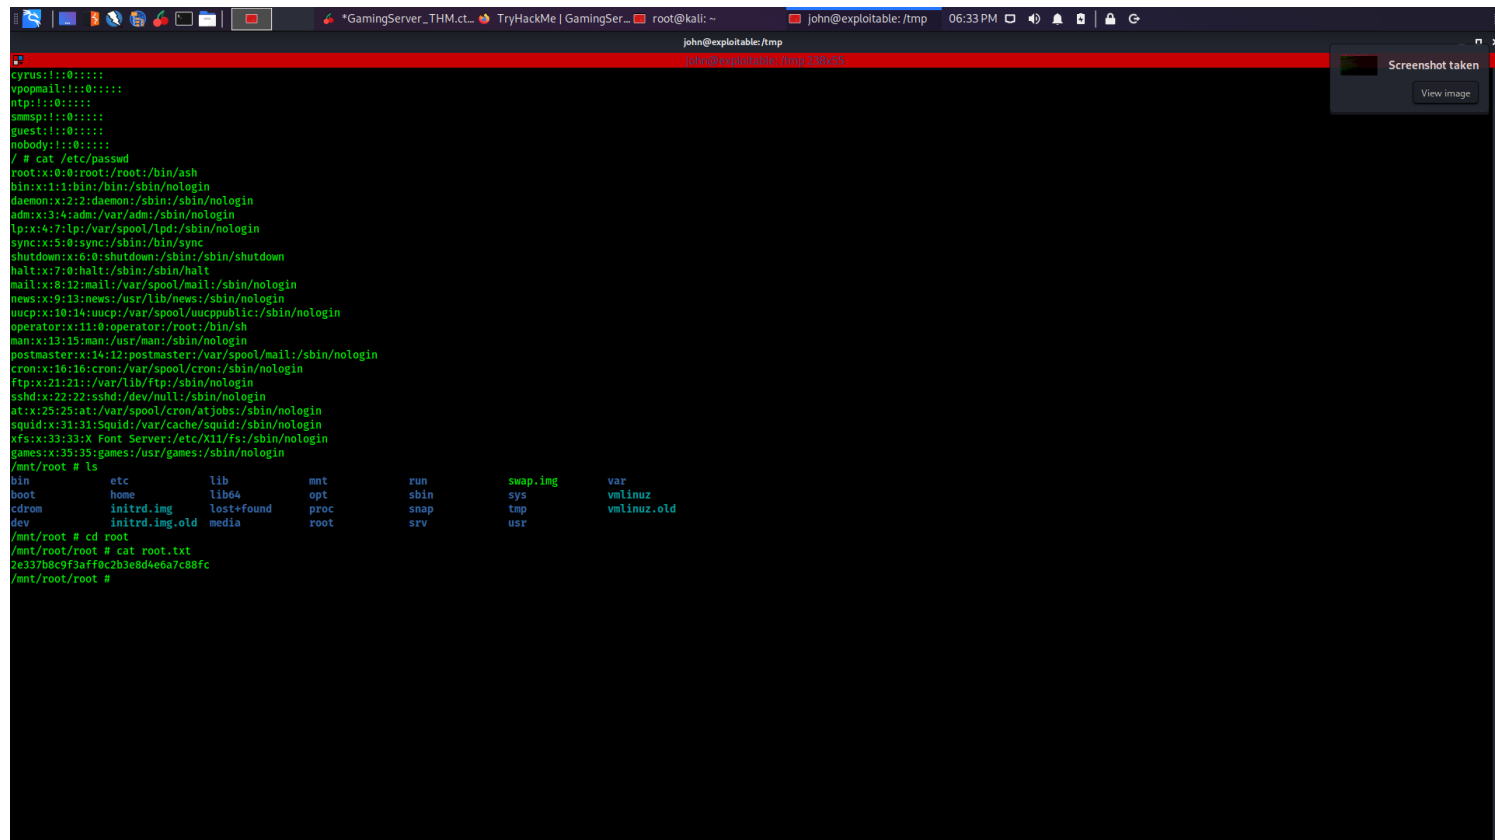 *GamingServer_THM.ct... TryHackMe | GamingSer... root@kali: ~ john@exploitable: /tmp 06:33 PM
john@exploitable: /tmp
john@exploitable: /tmp 238x55
Screenshot taken
View image
cyrus:!::0:::::
vpopmail:!::0:::::
ntp:!::0:::::
smmsp:!::0:::::
guest:!::0:::::
nobody:!::0:::::
/ # cat /etc/passwd
root:x:0:0:root:/root:/bin/ash
bin:x:1:1:bin:/bin:/sbin/nologin
daemon:x:2:2:daemon:/sbin:/sbin/nologin
adm:x:3:4:adm:/var/adm:/sbin/nologin
lp:x:4:7:lp:/var/spool/lpd:/sbin/nologin
sync:x:5:0:sync:/sbin:/bin/sync
shutdown:x:6:0:shutdown:/sbin:/sbin/shutdown
halt:x:7:0:halt:/sbin:/sbin/halt
mail:x:8:12:mail:/var/spool/mail:/sbin/nologin
news:x:9:13:news:/usr/lib/news:/sbin/nologin
uucp:x:10:14:uucp:/var/spool/uucppublic:/sbin/nologin
operator:x:11:0:operator:/root:/bin/sh
man:x:13:15:man:/usr/man:/sbin/nologin
postmaster:x:14:12:postmaster:/var/spool/mail:/sbin/nologin
cron:x:16:16:cron:/var/spool/cron:/sbin/nologin
ftp:x:21:21::/var/lib/ftp:/sbin/nologin
sshd:x:22:22:sshd:/dev/null:/sbin/nologin
at:x:25:25:at:/var/spool/cron/atjobs:/sbin/nologin
squid:x:31:31:Squid:/var/cache/squid:/sbin/nologin
xfs:x:33:33:X Font Server:/etc/X11/fs:/sbin/nologin
games:x:35:35:games:/usr/games:/sbin/nologin
/mnt/root # ls
bin etc lib mnt run swap.img var
boot home lib64 opt sbin sys vmlinuz
cdrom initrd.img lost+found proc snap tmp vmlinuz.old
dev initrd.img.old media root srv usr
/mnt/root # cd root
/mnt/root/root # cat root.txt
2e337b8c9f3aff0c2b3e8d4e6a7c88fc
/mnt/root/root #